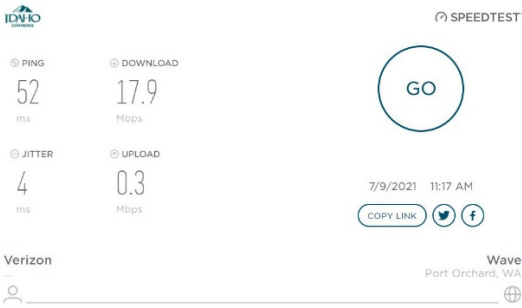 IDAHO
COMMERCE
SPEEDTEST
PING
52
ms
DOWNLOAD
17.9
Mbps
GO
JITTER
4
ms
UPLOAD
0.3
Mbps
7/9/2021 11:17 AM
COPY LINK
Verizon
...
Wave
Port Orchard, WA